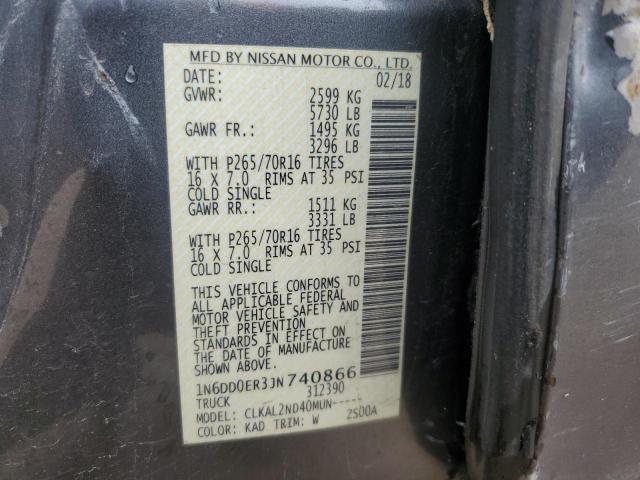 MFD BY NISSAN MOTOR CO., LTD.
DATE: 02/18
GVWR: 2599 KG
5730 LB
GAWR FR.: 1495 KG
3296 LB
WITH P265/70R16 TIRES
16 X 7.0 RIMS AT 35 PSI
COLD SINGLE
GAWR RR.: 1511 KG
3331 LB
WITH P265/70R16 TIRES
16 X 7.0 RIMS AT 35 PSI
COLD SINGLE
THIS VEHICLE CONFORMS TO
ALL APPLICABLE FEDERAL
MOTOR VEHICLE SAFETY AND
THEFT PREVENTION
STANDARDS IN EFFECT ON
THE DATE OF MANUFACTURE
SHOWN ABOVE.
1N6DD0ER3JN740866
TRUCK 312390
MODEL: CLKAL2ND40MUN-----
COLOR: KAD TRIM: W ZS00A